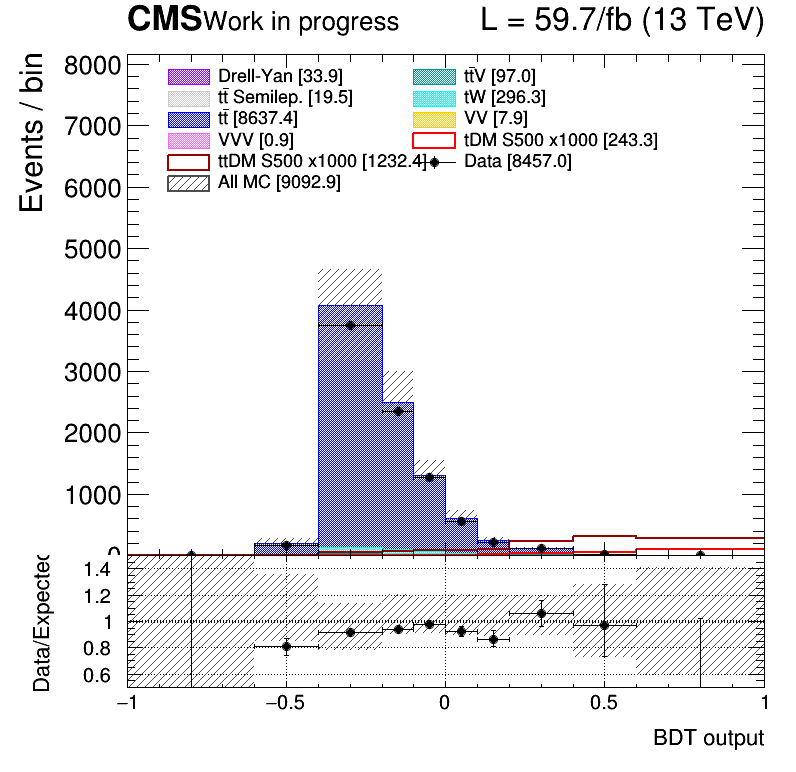 CMS Work in progress L = 59.7/fb (13 TeV)
Events / bin
8000
7000
6000
5000
4000
3000
2000
1000
0
Drell-Yan [33.9] tt̄V [97.0]
tt̄ Semilep. [19.5] tW [296.3]
tt̄ [8637.4] VV [7.9]
VVV [0.9] tDM S500 x1000 [243.3]
ttDM S500 x1000 [1232.4] Data [8457.0]
All MC [9092.9]
Data/Expected
1.4
1.2
1
0.8
0.6
−1 −0.5 0 0.5 1
BDT output